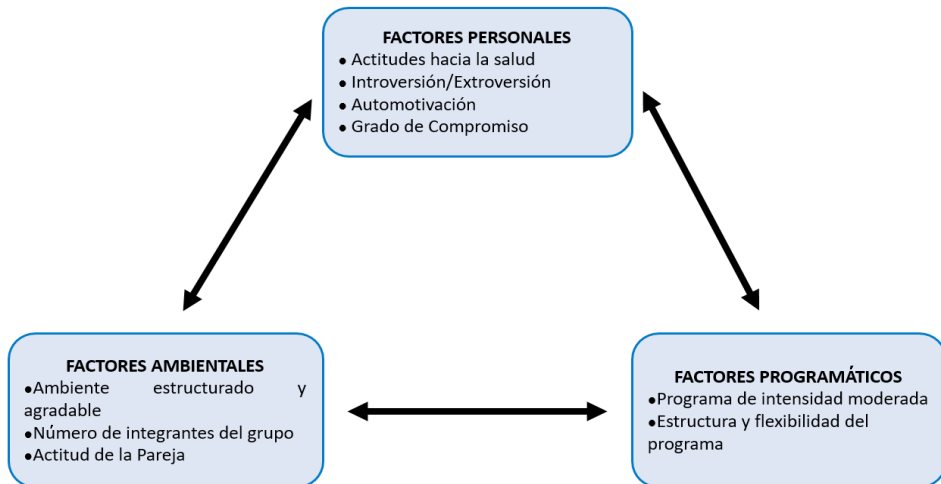 FACTORES PERSONALES
● Actitudes hacia la salud
● Introversión/Extroversión
● Automotivación
● Grado de Compromiso
FACTORES AMBIENTALES
●Ambiente estructurado y
agradable
●Número de integrantes del grupo
●Actitud de la Pareja
FACTORES PROGRAMÁTICOS
●Programa de intensidad moderada
●Estructura y flexibilidad del
programa